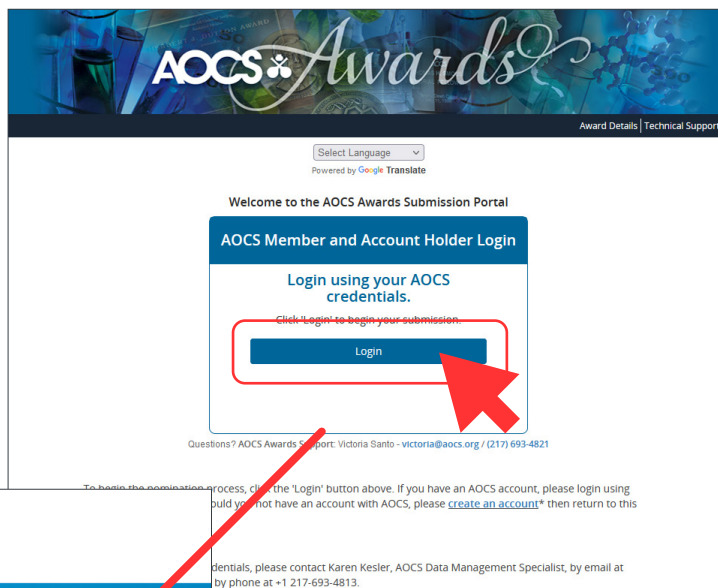 AOCS Awards
Award Details | Technical Support
Select Language
Powered by Google Translate
Welcome to the AOCS Awards Submission Portal
AOCS Member and Account Holder Login
Login using your AOCS
credentials.
Click 'Login' to begin your submission.
Login
Questions? AOCS Awards Support: Victoria Santo - victoria@aocs.org / (217) 693-4821
To begin the nomination process, click the 'Login' button above. If you have an AOCS account, please login using
ould you not have an account with AOCS, please create an account* then return to this
dentials, please contact Karen Kesler, AOCS Data Management Specialist, by email at
by phone at +1 217-693-4813.